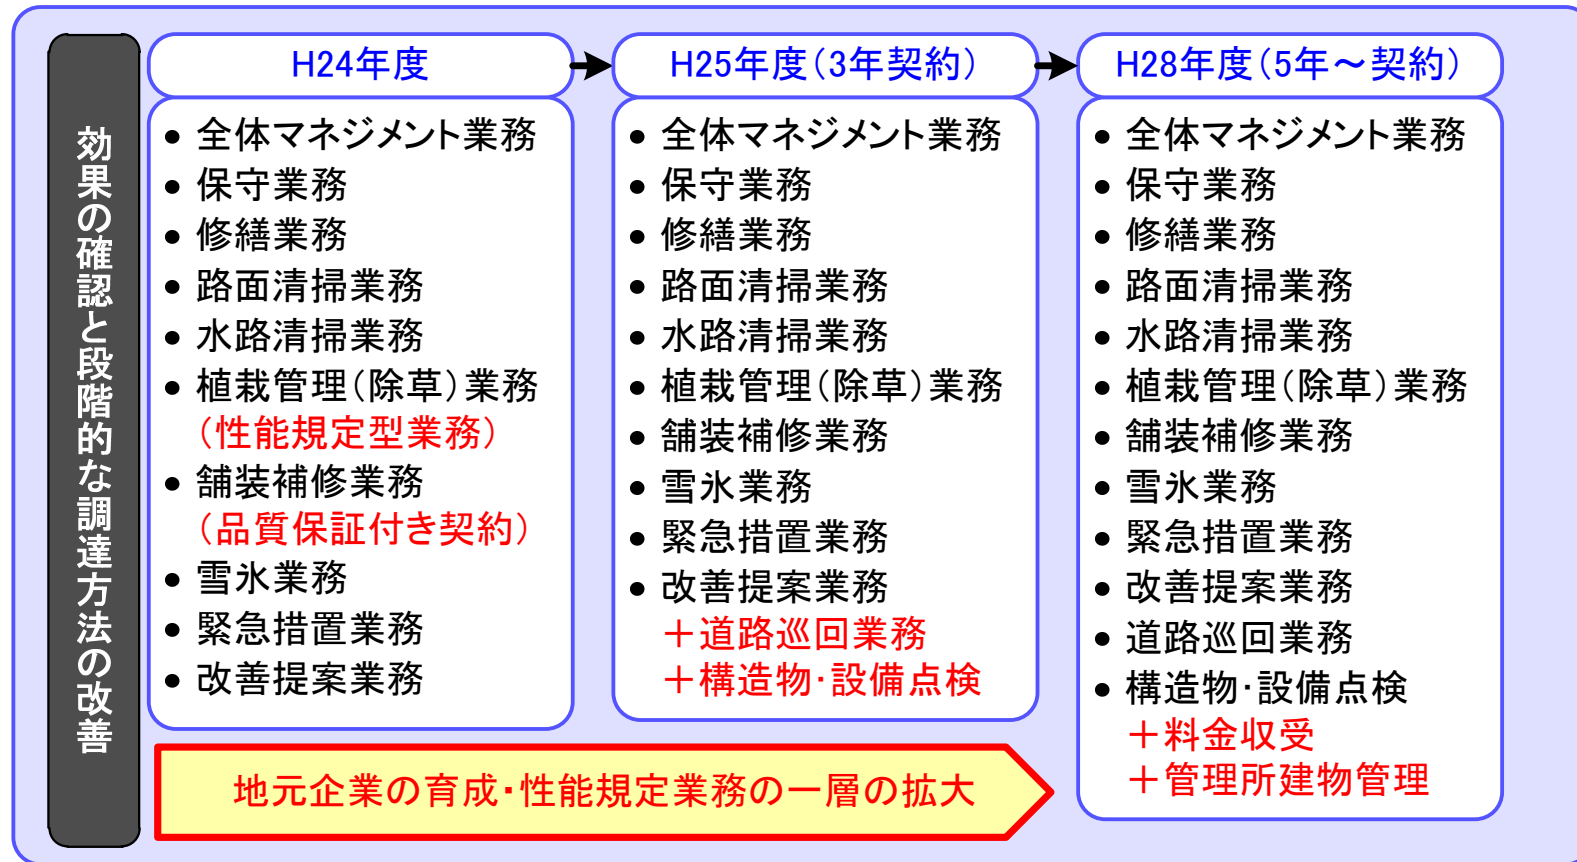 効果の確認と段階的な調達方法の改善
H24年度
● 全体マネジメント業務
● 保守業務
● 修繕業務
● 路面清掃業務
● 水路清掃業務
● 植栽管理(除草)業務
(性能規定型業務)
● 舗装補修業務
(品質保証付き契約)
● 雪氷業務
● 緊急措置業務
● 改善提案業務
H25年度(3年契約)
● 全体マネジメント業務
● 保守業務
● 修繕業務
● 路面清掃業務
● 水路清掃業務
● 植栽管理(除草)業務
● 舗装補修業務
● 雪氷業務
● 緊急措置業務
● 改善提案業務
＋道路巡回業務
＋構造物・設備点検
H28年度(5年～契約)
● 全体マネジメント業務
● 保守業務
● 修繕業務
● 路面清掃業務
● 水路清掃業務
● 植栽管理(除草)業務
● 舗装補修業務
● 雪氷業務
● 緊急措置業務
● 改善提案業務
● 道路巡回業務
● 構造物・設備点検
＋料金収受
＋管理所建物管理
地元企業の育成・性能規定業務の一層の拡大